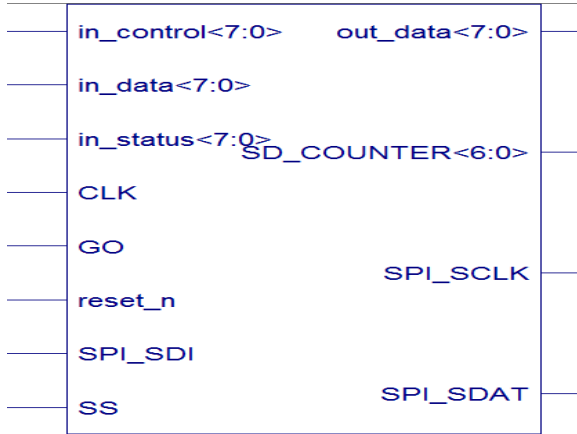 in_control<7:0> out_data<7:0>
in_data<7:0>
in_status<7:0>
SD_COUNTER<6:0>
CLK
GO
SPI_SCLK
reset_n
SPI_SDI
SPI_SDAT
SS